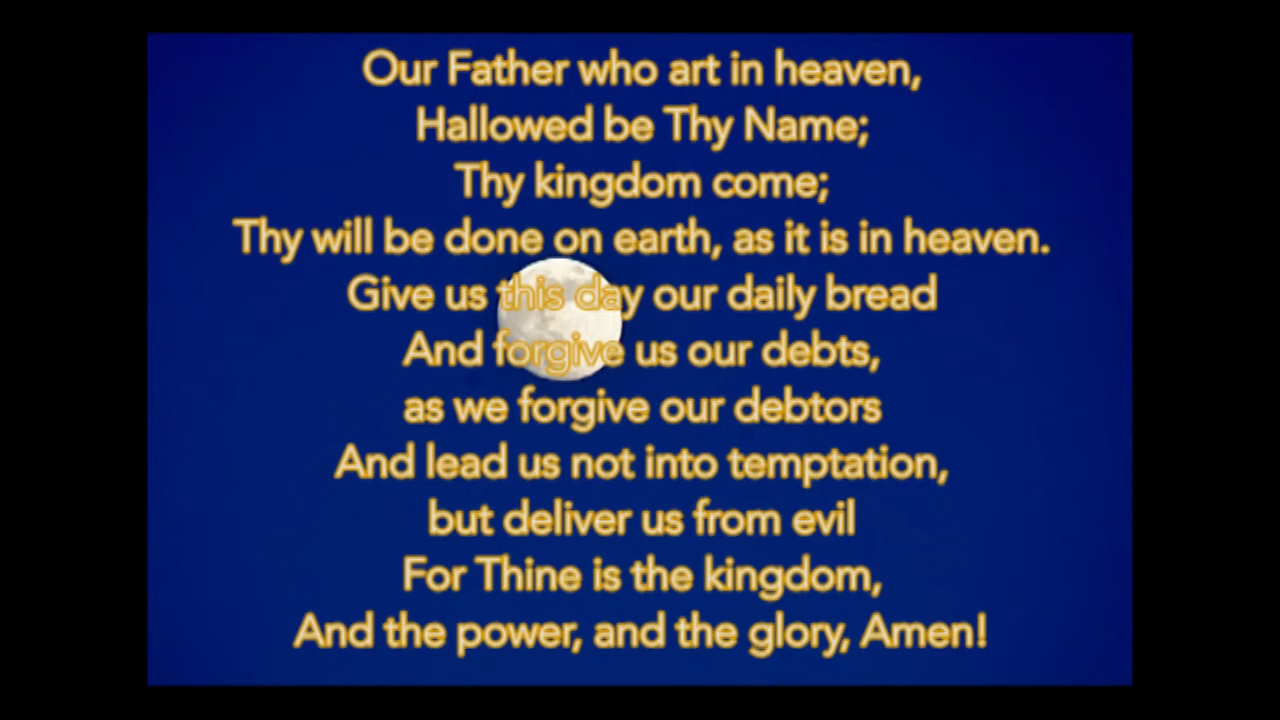 Our Father who art in heaven,
Hallowed be Thy Name;
Thy kingdom come;
Thy will be done on earth, as it is in heaven.
Give us this day our daily bread
And forgive us our debts,
as we forgive our debtors
And lead us not into temptation,
but deliver us from evil
For Thine is the kingdom,
And the power, and the glory, Amen!